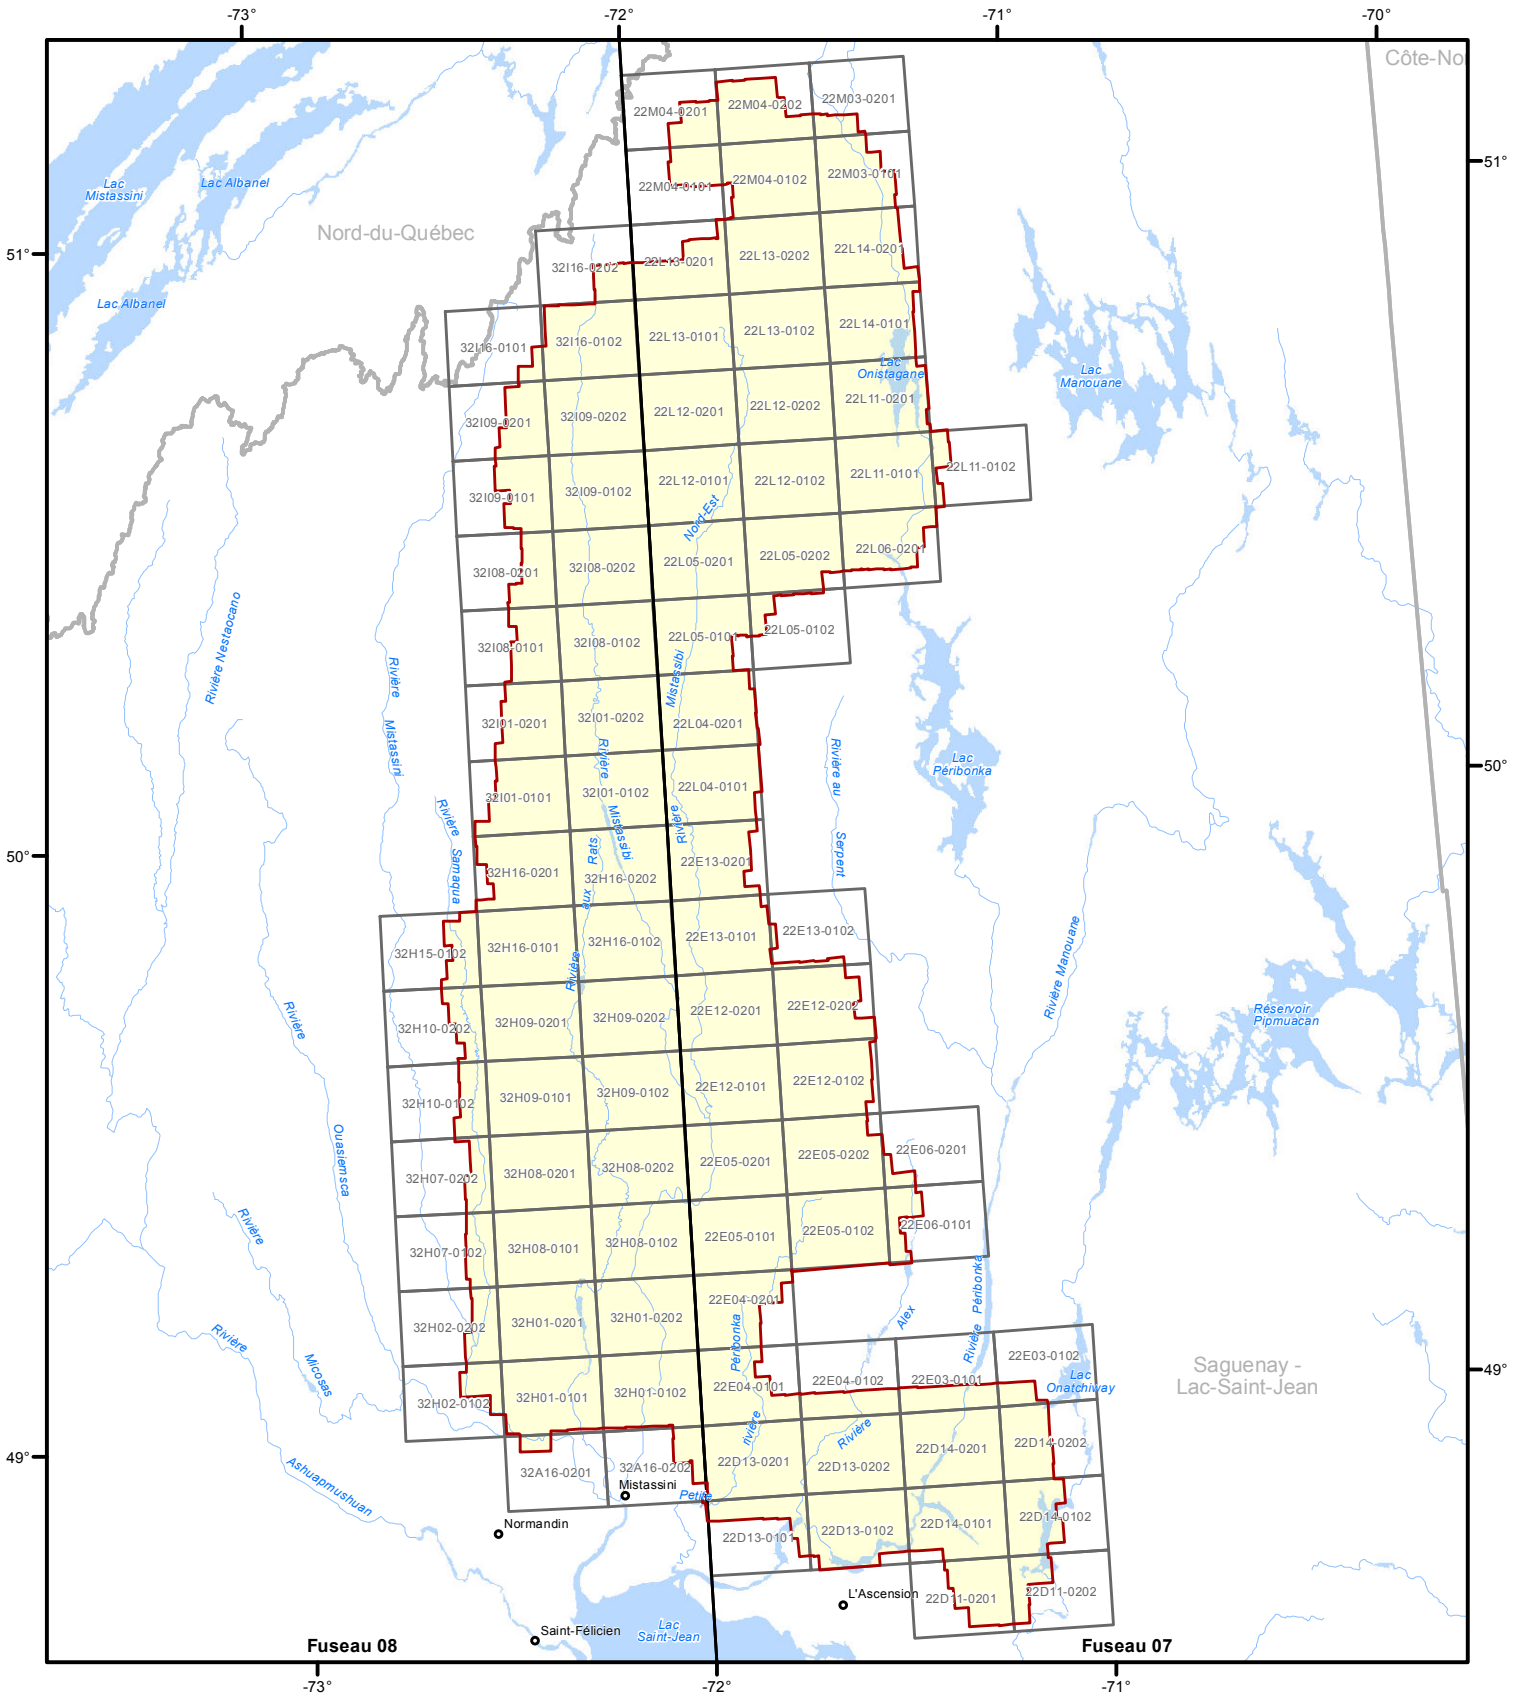 -73°
-72°
-71°
-70°
Côte-No
22M04-0201
22M04-0202
22M03-0201
51°
Lac
Mistassini
Lac Albanel
22M04-0101
22M04-0102
22M03-0101
Nord-du-Québec
51°
32I16-0202
22L13-0201
22L13-0202
22L14-0201
Lac Albanel
32I16-0101
32I16-0102
22L13-0101
22L13-0102
22L14-0101
Lac
Onistagane
Lac
Manouane
32I09-0201
32I09-0202
22L12-0201
22L12-0202
22L11-0201
32I09-0101
32I09-0102
22L12-0101
22L12-0102
22L11-0101
22L11-0102
Nord-Est
32I08-0201
32I08-0202
22L05-0201
22L05-0202
22L06-0201
Rivière Nestaocano
32I08-0101
32I08-0102
22L05-0101
22L05-0102
Rivière
Mistassini
Mistassibi
32I01-0201
32I01-0202
22L04-0201
Rivière
Rivière au
Lac
Péribonka
50°
32I01-0101
32I01-0102
22L04-0101
Rivière
Samaqua
Mistassibi
Rivière
Serpent
50°
Rats
aux
Rivière
32H16-0201
32H16-0202
22E13-0201
32H15-0102
32H16-0101
32H16-0102
22E13-0101
22E13-0102
Rivière Manouane
32H10-0202
32H09-0201
32H09-0202
22E12-0201
22E12-0202
Réservoir
Pipmuacan
Rivière
Ouasiemsca
32H10-0102
32H09-0101
32H09-0102
22E12-0101
22E12-0102
32H07-0202
32H08-0201
32H08-0202
22E05-0201
22E05-0202
22E06-0201
Rivière
Micosas
32H07-0102
32H08-0101
32H08-0102
22E05-0101
22E05-0102
22E06-0101
32H02-0202
32H01-0201
32H01-0202
22E04-0201
Péribonka
Alex
Rivière Péribonka
Rivière
Ashuapmushuan
32H02-0102
32H01-0101
32H01-0102
22E04-0101
22E04-0102
22E03-0101
22E03-0102
Lac
Onatchiway
Saguenay -
Lac-Saint-Jean
49°
49°
rivière
Rivière
32A16-0201
32A16-0202
22D13-0201
22D13-0202
22D14-0201
22D14-0202
Mistassini
Petite
Normandin
22D13-0101
22D13-0102
22D14-0101
22D14-0102
L'Ascension
22D11-0201
22D11-0202
Saint-Félicien
Lac
Saint-Jean
Fuseau 08
Fuseau 07
-73°
-72°
-71°